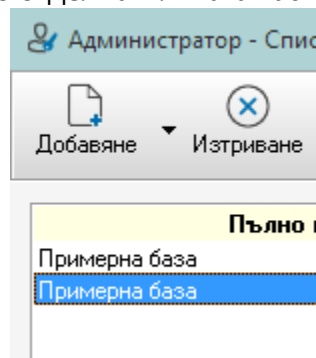 Администратор - Спис
Добавяне Изтриване
Пълно
Примерна база
Примерна база